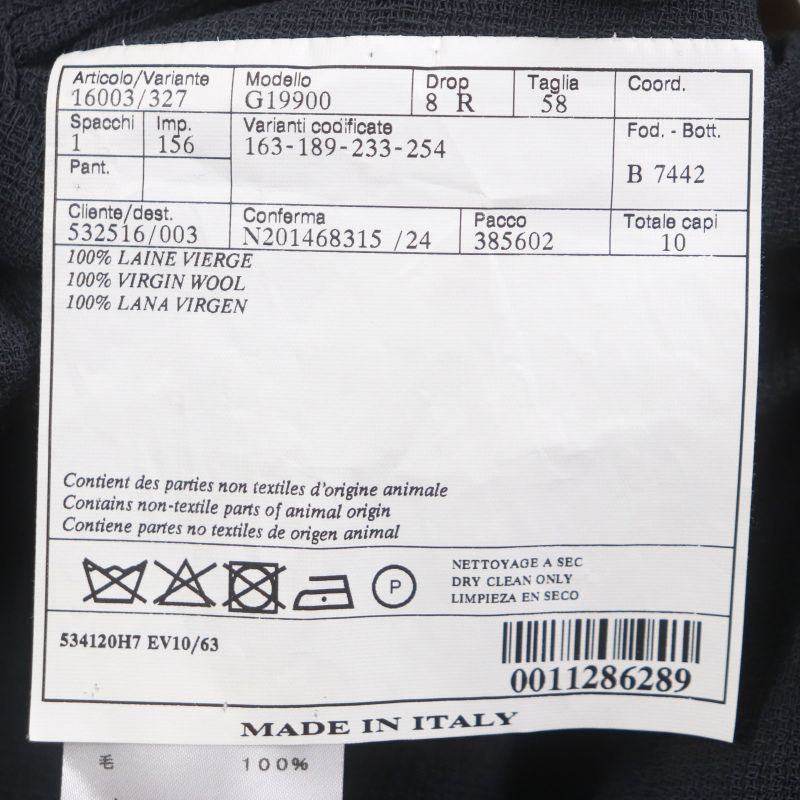 Articolo/Variante Modello Drop Taglia Coord.
16003/327 G19900 8 R 58
Spacchi Imp. Varianti codificate Fod. - Bott.
1 156 163-189-233-254
Pant. B 7442
Cliente/dest. Conferma Pacco Totale capi
532516/003 N201468315 /24 385602 10
100% LAINE VIERGE
100% VIRGIN WOOL
100% LANA VIRGEN
Contient des parties non textiles d'origine animale
Contains non-textile parts of animal origin
Contiene partes no textiles de origen animal
P
NETTOYAGE A SEC
DRY CLEAN ONLY
LIMPIEZA EN SECO
534120H7 EV10/63
0011286289
MADE IN ITALY
毛 100%